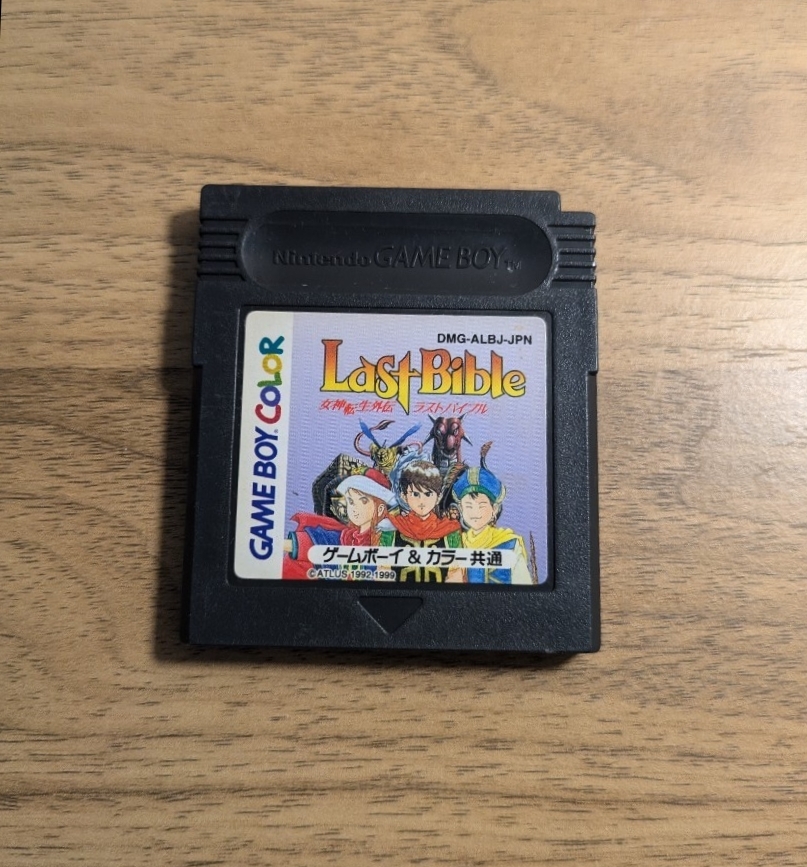 Nintendo GAME BOY TM
GAME BOY COLOR
DMG-ALBJ-JPN
Last Bible
女神転生外伝 ラストバイブル
ゲームボーイ & カラー共通
©ATLUS 1992,1999